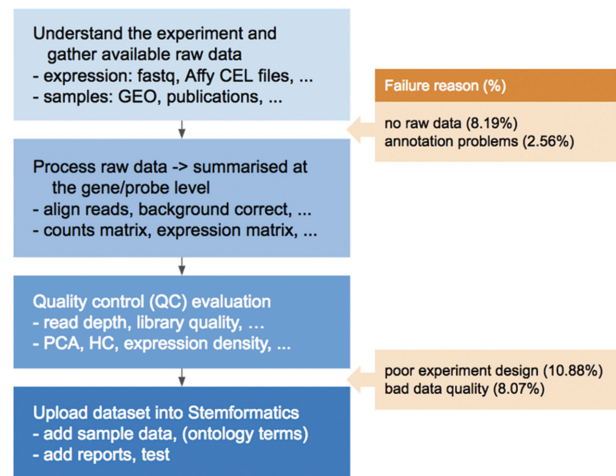 Understand the experiment and
gather available raw data
- expression: fastq, Affy CEL files, ...
- samples: GEO, publications, ...
Failure reason (%)
no raw data (8.19%)
annotation problems (2.56%)
Process raw data -> summarised at
the gene/probe level
- align reads, background correct, ...
- counts matrix, expression matrix, ...
Quality control (QC) evaluation
- read depth, library quality, ...
- PCA, HC, expression density, ...
poor experiment design (10.88%)
bad data quality (8.07%)
Upload dataset into Stemformatics
- add sample data, (ontology terms)
- add reports, test